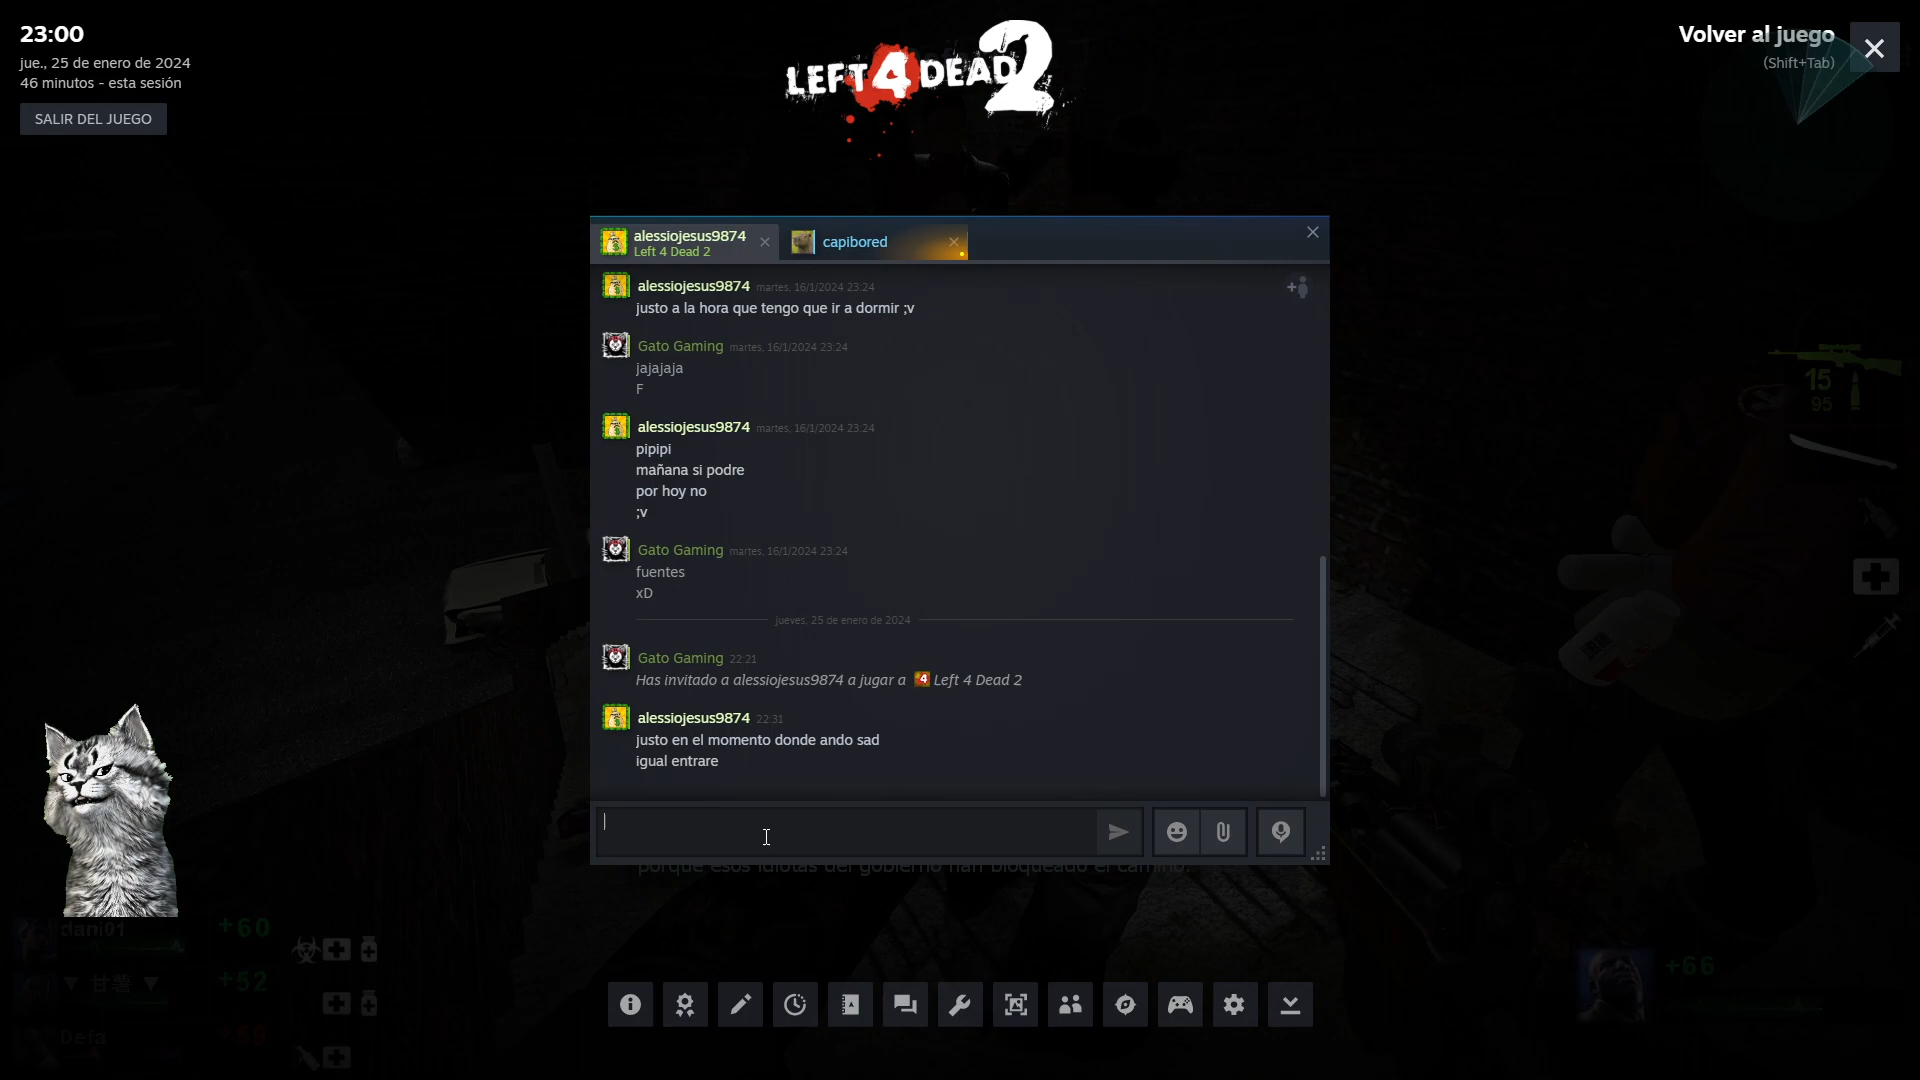 23:00
jue., 25 de enero de 2024
46 minutos - esta sesión
SALIR DEL JUEGO
LEFT 4 DEAD 2
Volver al juego
(Shift+Tab)
alessiojesus9874
Left 4 Dead 2
capibored
alessiojesus9874 martes, 16/1/2024 23:24
justo a la hora que tengo que ir a dormir ;v
Gato Gaming martes, 16/1/2024 23:24
jajajaja
F
alessiojesus9874 martes, 16/1/2024 23:24
pipipi
mañana si podre
por hoy no
;v
Gato Gaming martes, 16/1/2024 23:24
fuentes
xD
jueves, 25 de enero de 2024
Gato Gaming 22:21
Has invitado a alessiojesus9874 a jugar a 4 Left 4 Dead 2
alessiojesus9874 22:31
justo en el momento donde ando sad
igual entrare
porque esos idiotas del gobierno han bloqueado el camino.
15
95
dani01 +60
▼ 甘薯 ▼ +52
Defa
+66